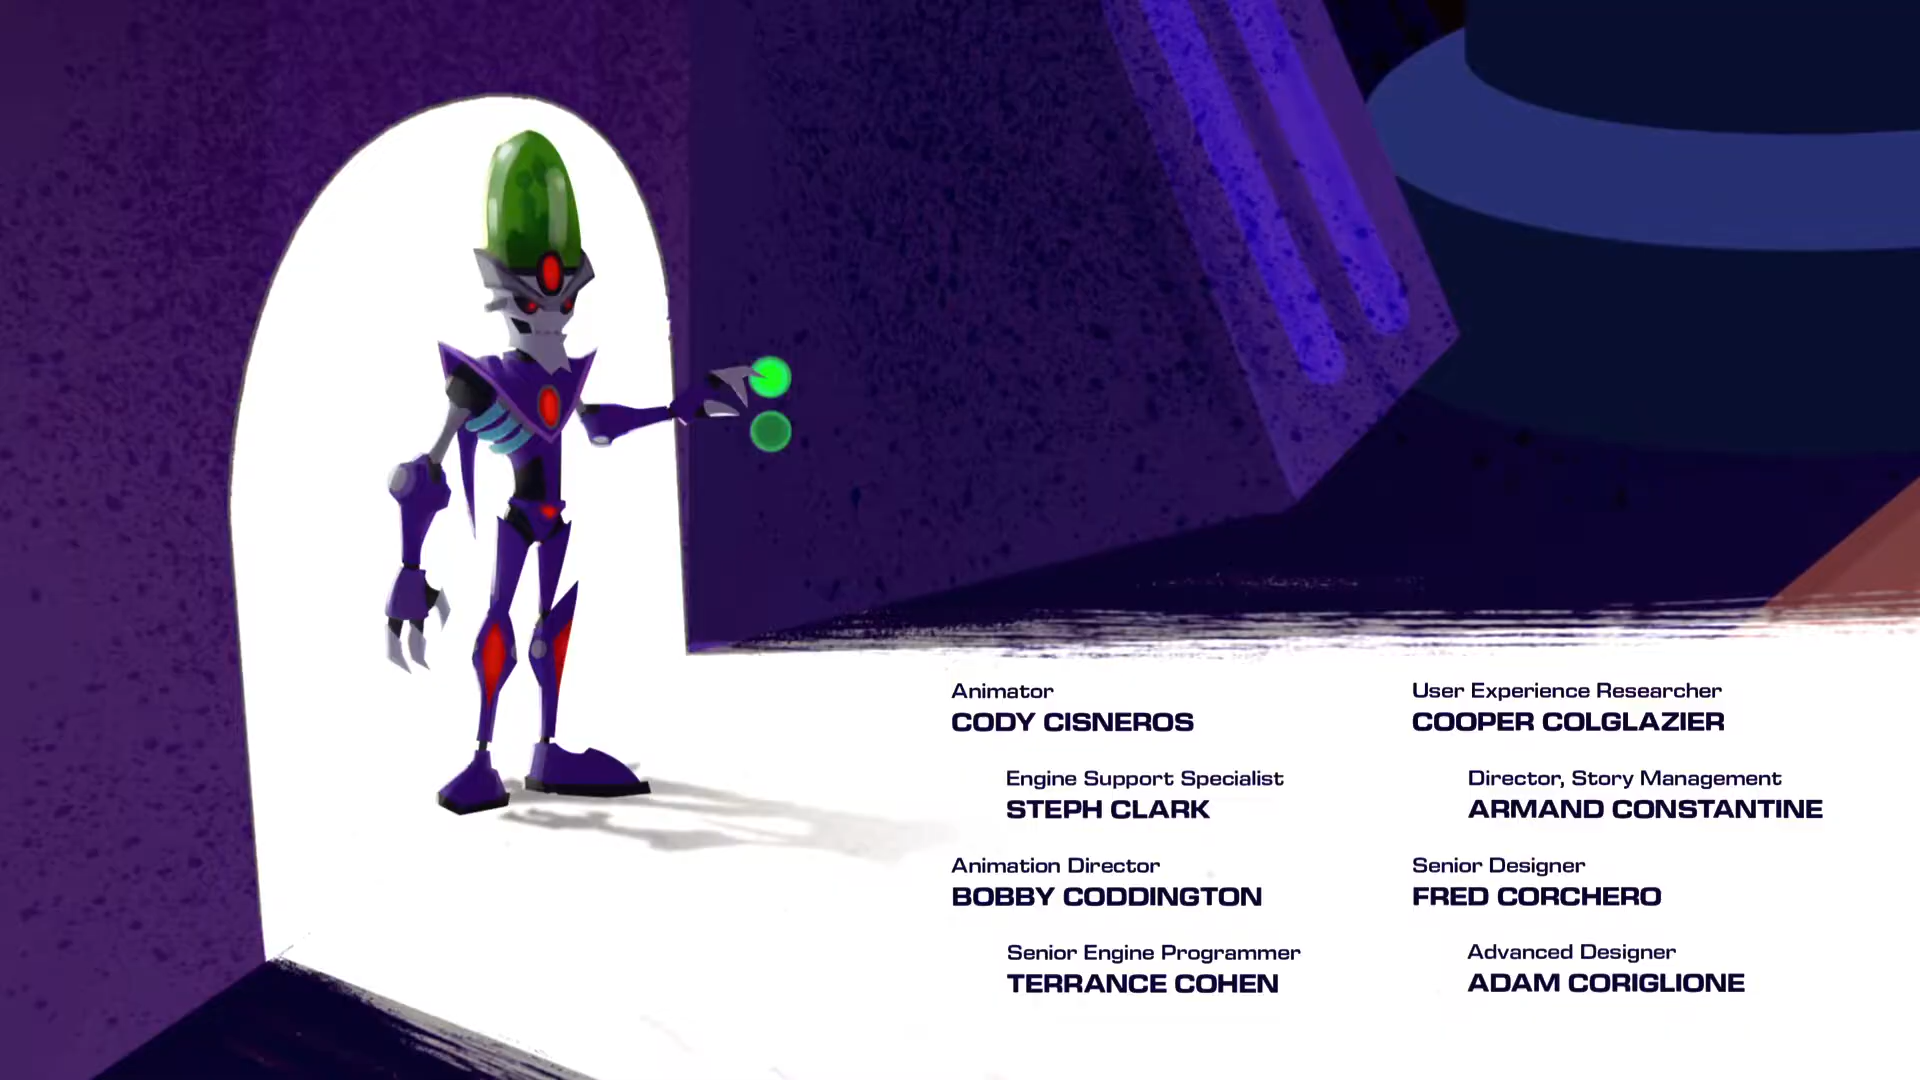 Animator
CODY CISNEROS
Engine Support Specialist
STEPH CLARK
Animation Director
BOBBY CODDINGTON
Senior Engine Programmer
TERRANCE COHEN
User Experience Researcher
COOPER COLGLAZIER
Director, Story Management
ARMAND CONSTANTINE
Senior Designer
FRED CORCHERO
Advanced Designer
ADAM CORIGLIONE